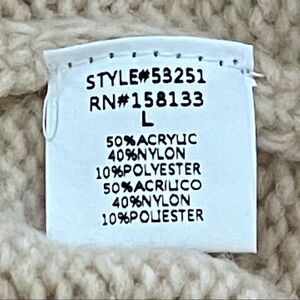 STYLE#53251
RN#158133
L
50%ACRYLIC
40%NYLON
10%POLYESTER
50%ACRILICO
40%NYLON
10%POLIESTER